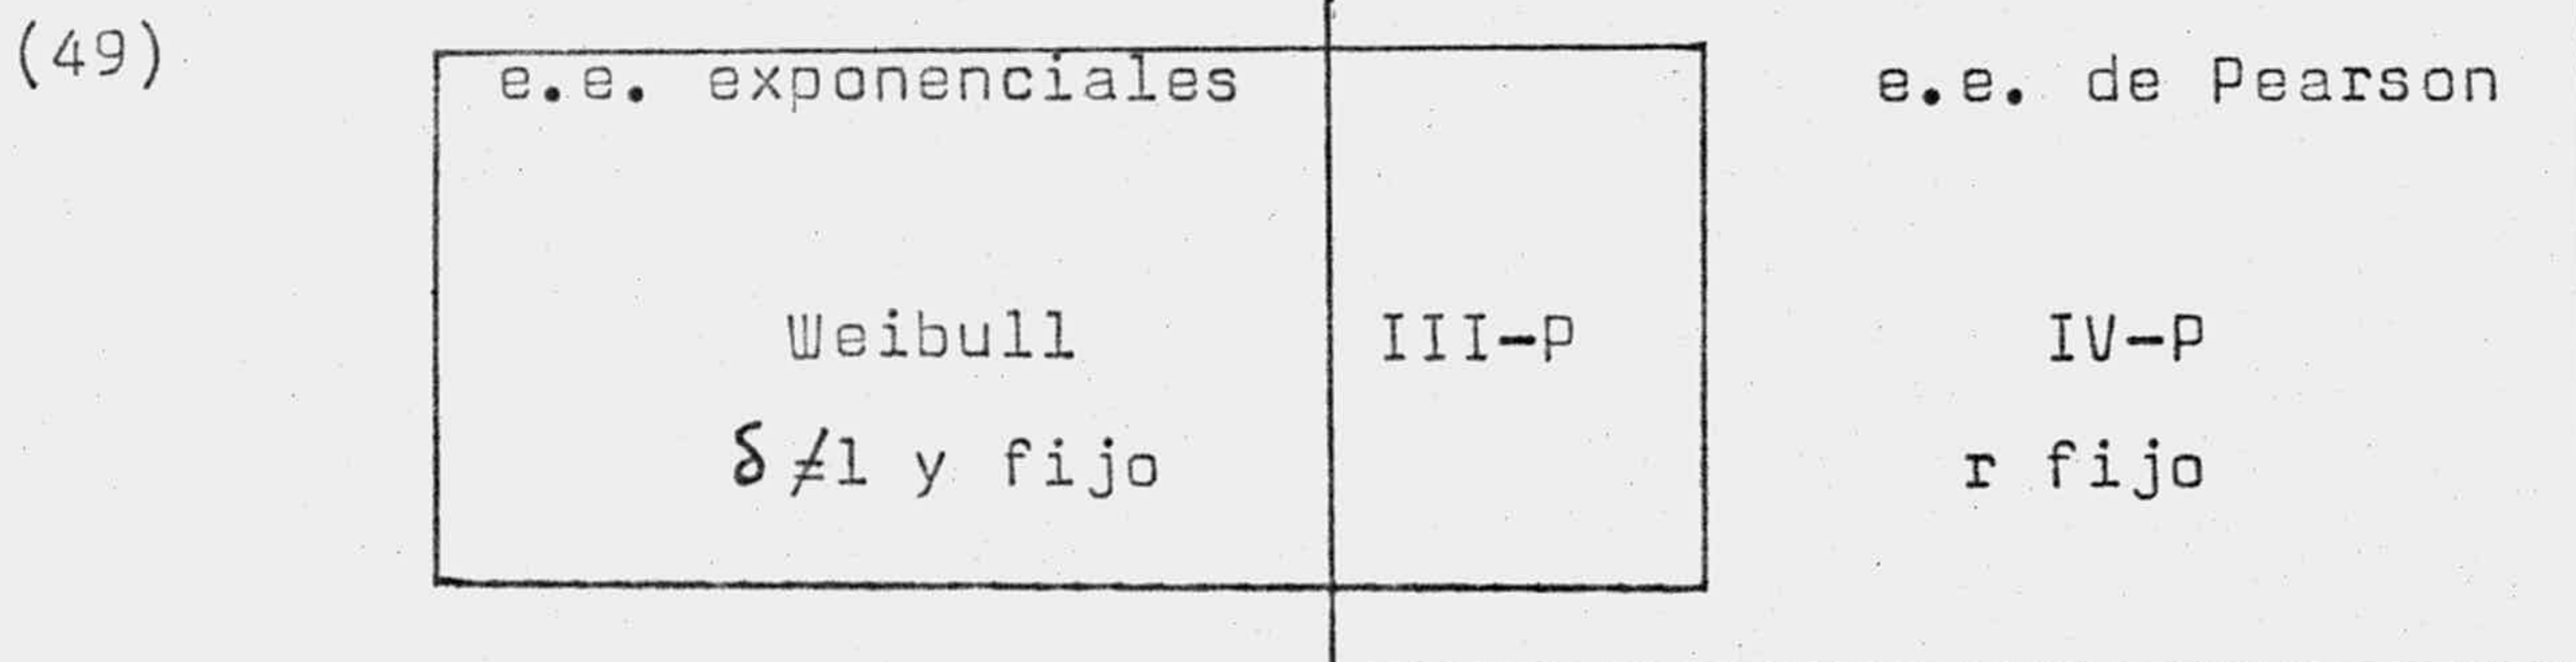 (49) e.e. exponenciales e.e. de Pearson
Weibull III-P IV-P
δ ≠1 y fijo r fijo